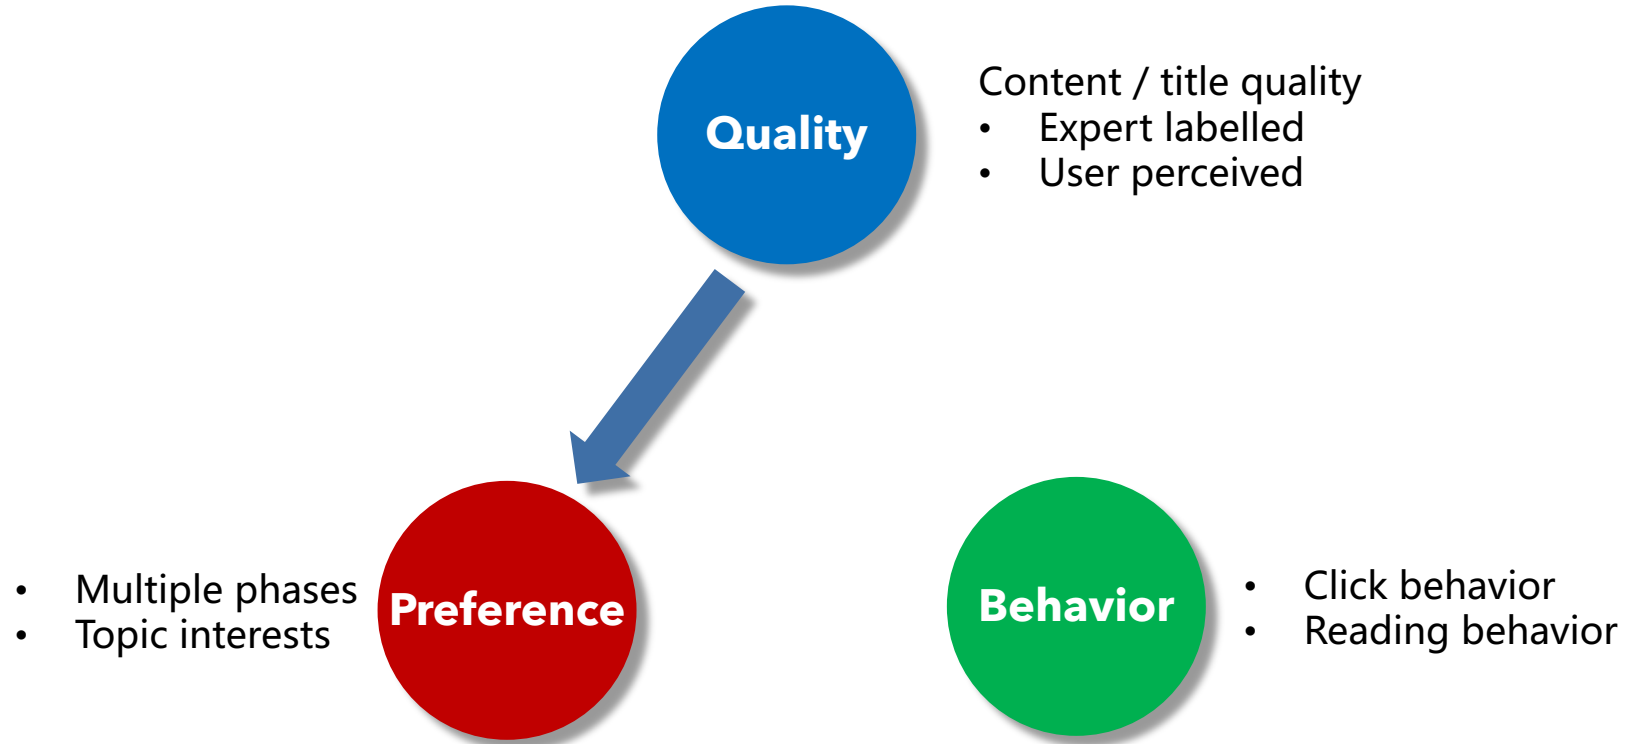 Quality
Content / title quality
• Expert labelled
• User perceived
Preference
• Multiple phases
• Topic interests
Behavior
• Click behavior
• Reading behavior